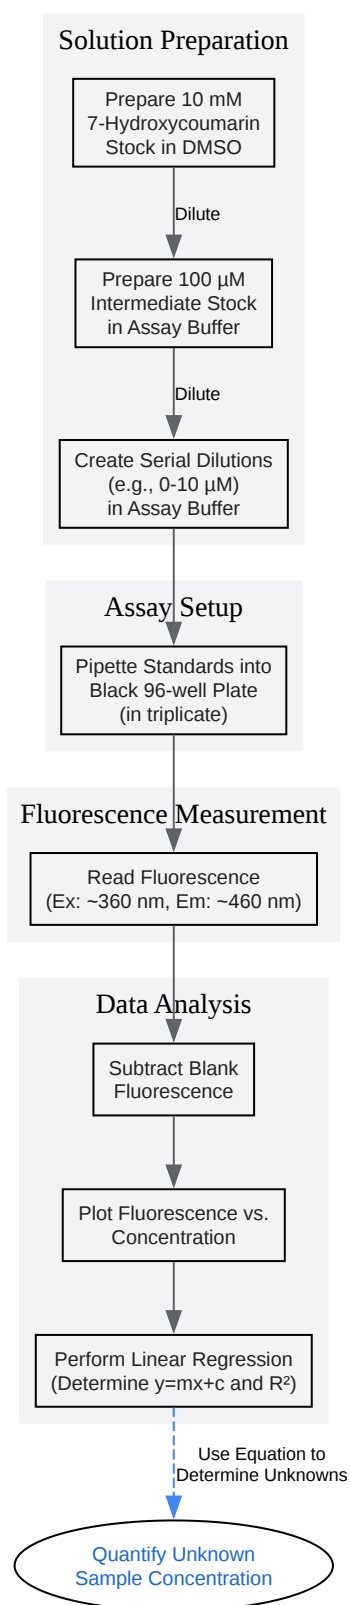 Solution Preparation
Prepare 10 mM
7-Hydroxycoumarin
Stock in DMSO
Dilute
Prepare 100 µM
Intermediate Stock
in Assay Buffer
Dilute
Create Serial Dilutions
(e.g., 0-10 µM)
in Assay Buffer
Assay Setup
Pipette Standards into
Black 96-well Plate
(in triplicate)
Fluorescence Measurement
Read Fluorescence
(Ex: ~360 nm, Em: ~460 nm)
Data Analysis
Subtract Blank
Fluorescence
Plot Fluorescence vs.
Concentration
Perform Linear Regression
(Determine y=mx+c and R²)
Use Equation to
Determine Unknowns
Quantify Unknown
Sample Concentration